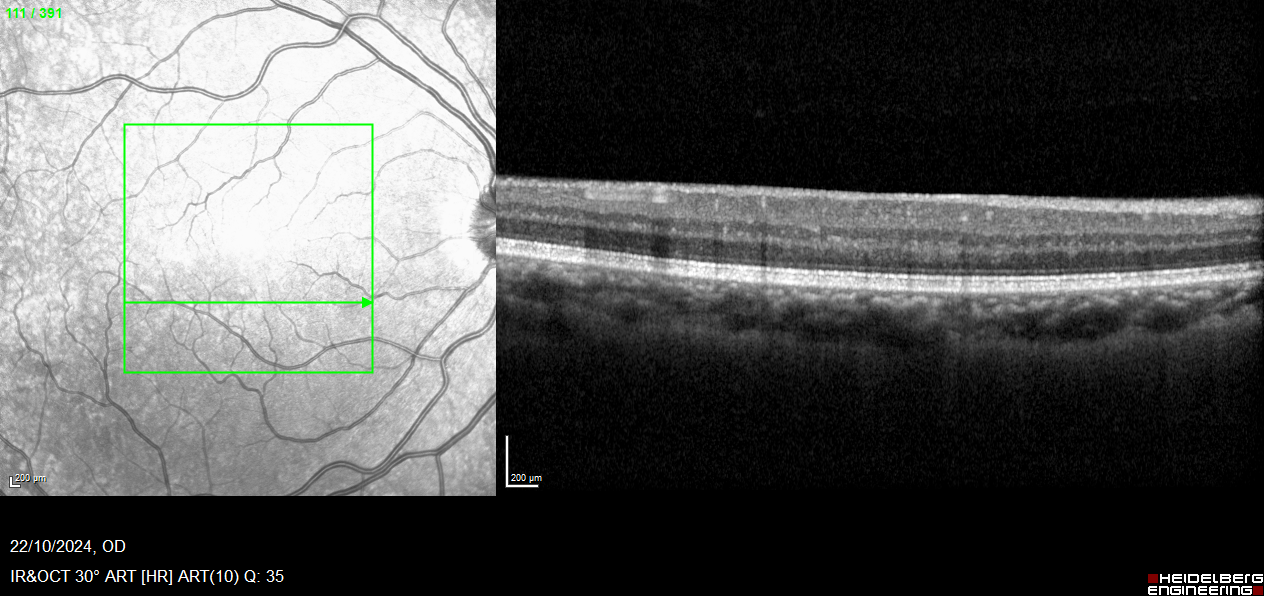 111 / 391
200 µm
200 µm
22/10/2024, OD
IR&OCT 30° ART [HR] ART(10) Q: 35
HEIDELBERG
ENGINEERING